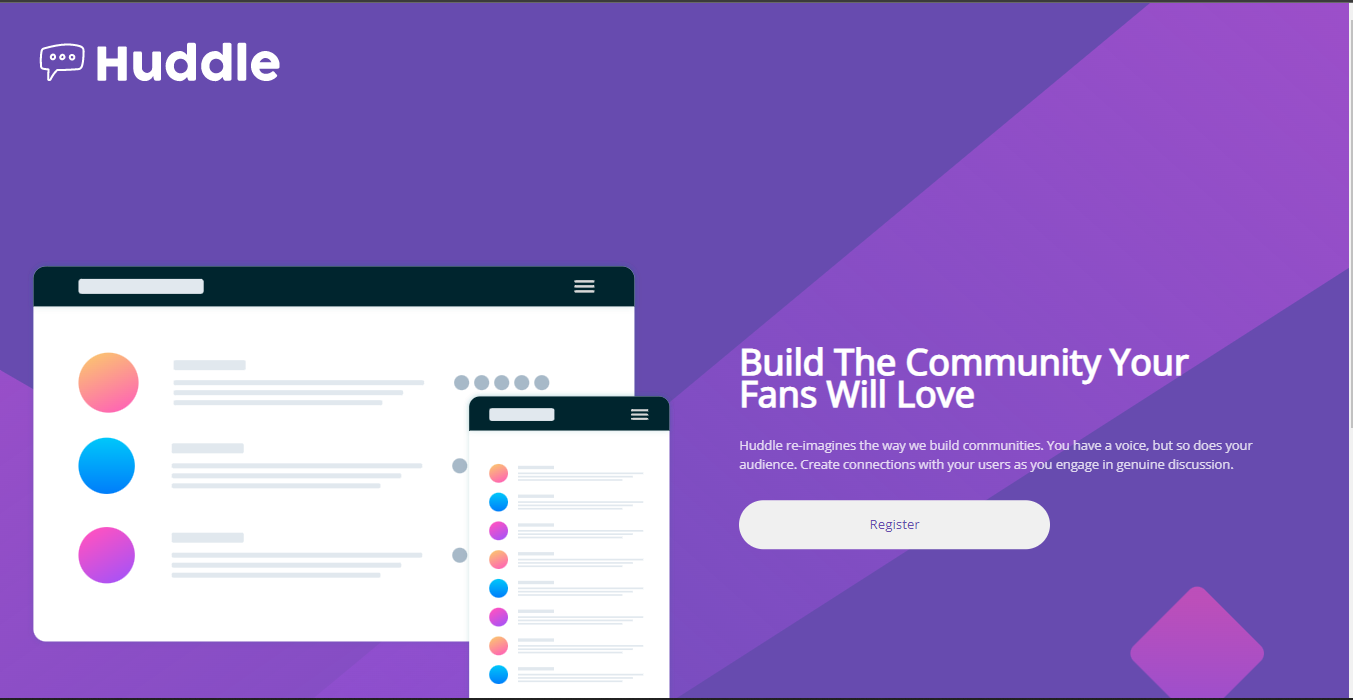 Huddle
Build The Community Your
Fans Will Love
Huddle re-imagines the way we build communities. You have a voice, but so does your
audience. Create connections with your users as you engage in genuine discussion.
Register